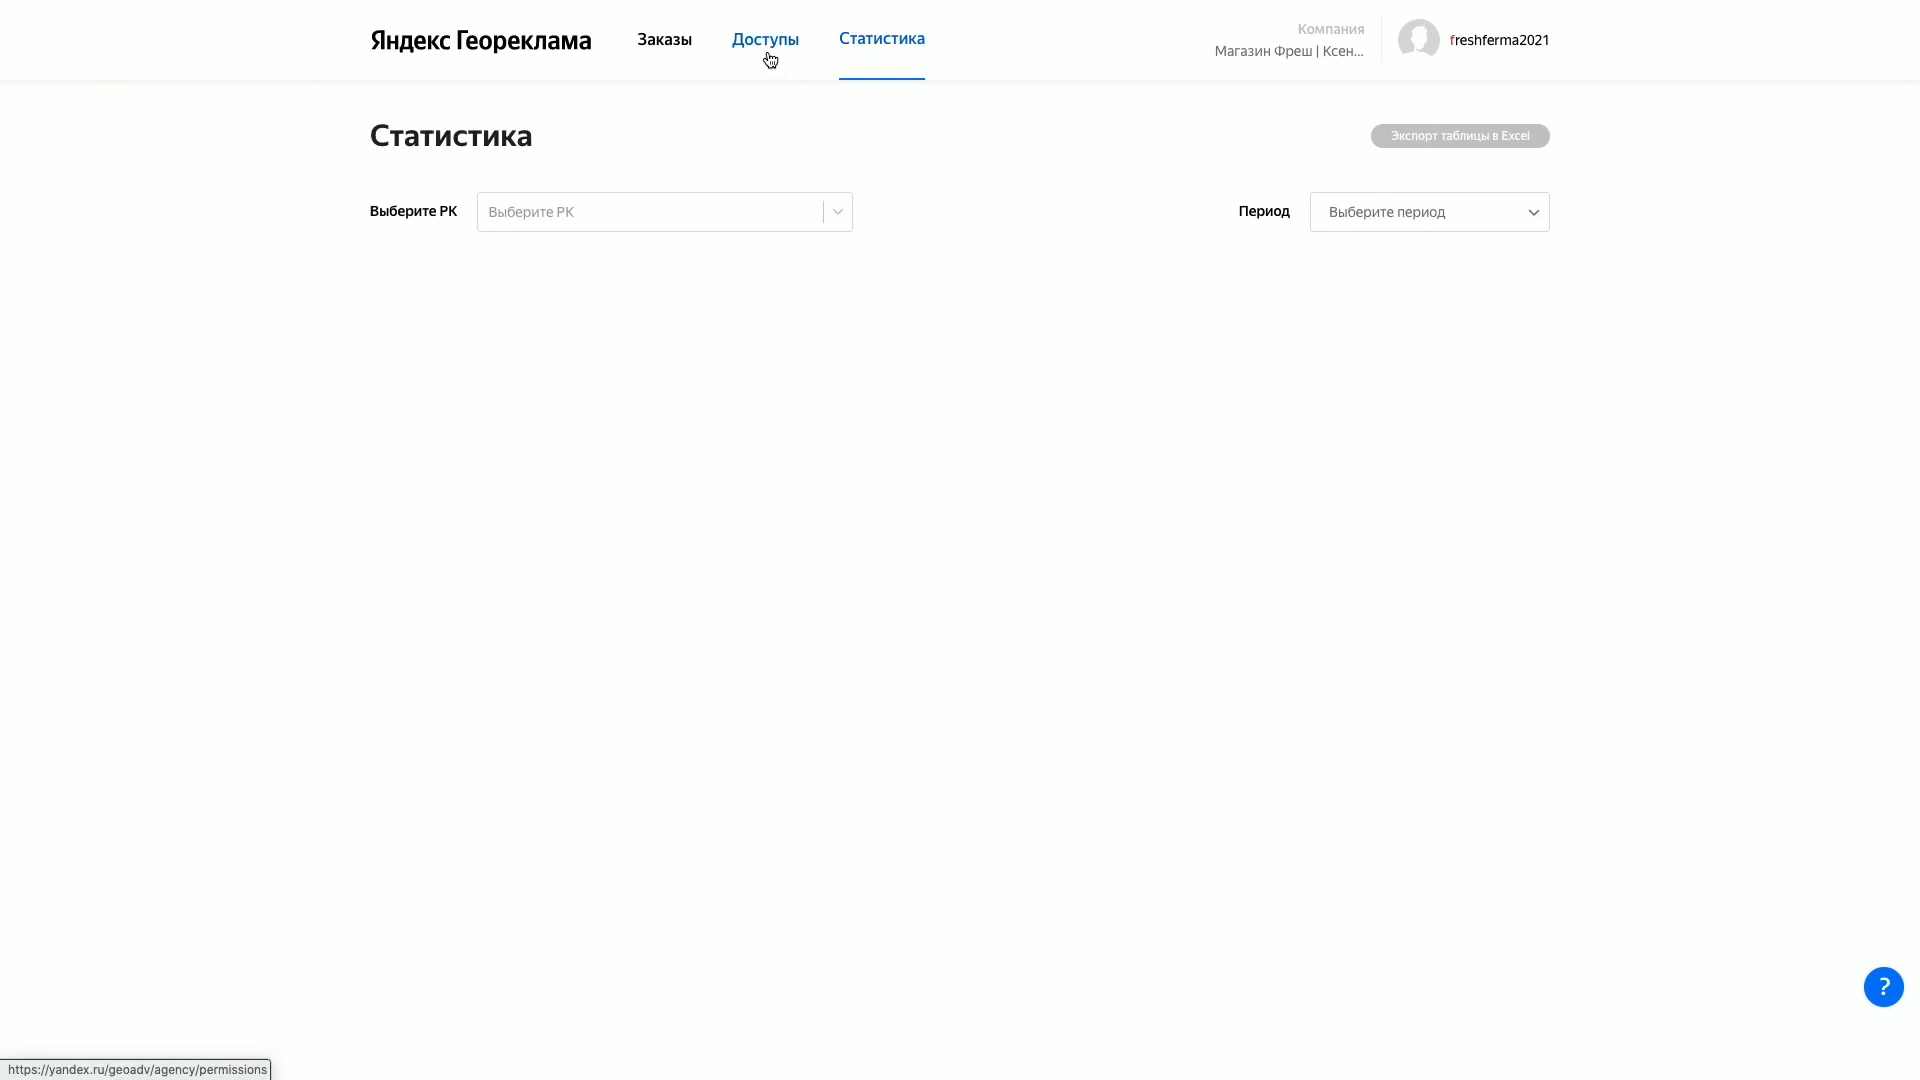 Яндекс Геореклама
Заказы
Доступы
Статистика
Компания
Магазин Фреш | Ксен...
freshferma2021
Статистика
Экспорт таблицы в Excel
Выберите РК
Выберите РК
Период
Выберите период
?
https://yandex.ru/geoadv/agency/permissions